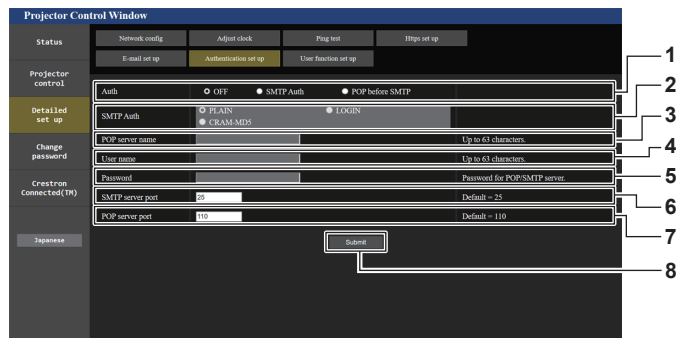 Projector Control Window
Status
Network config Adjust clock Ping test Https set up
E-mail set up Authentication set up User function set up
Projector
control
Detailed
set up
Change
password
Crestron
Connected(TM)
Japanese
Auth OFF SMTP Auth POP before SMTP
SMTP Auth PLAIN LOGIN
CRAM-MD5
POP server name Up to 63 characters.
User name Up to 63 characters.
Password Password for POP/SMTP server.
SMTP server port 25 Default = 25
POP server port 110 Default = 110
Submit
1
2
3
4
5
6
7
8